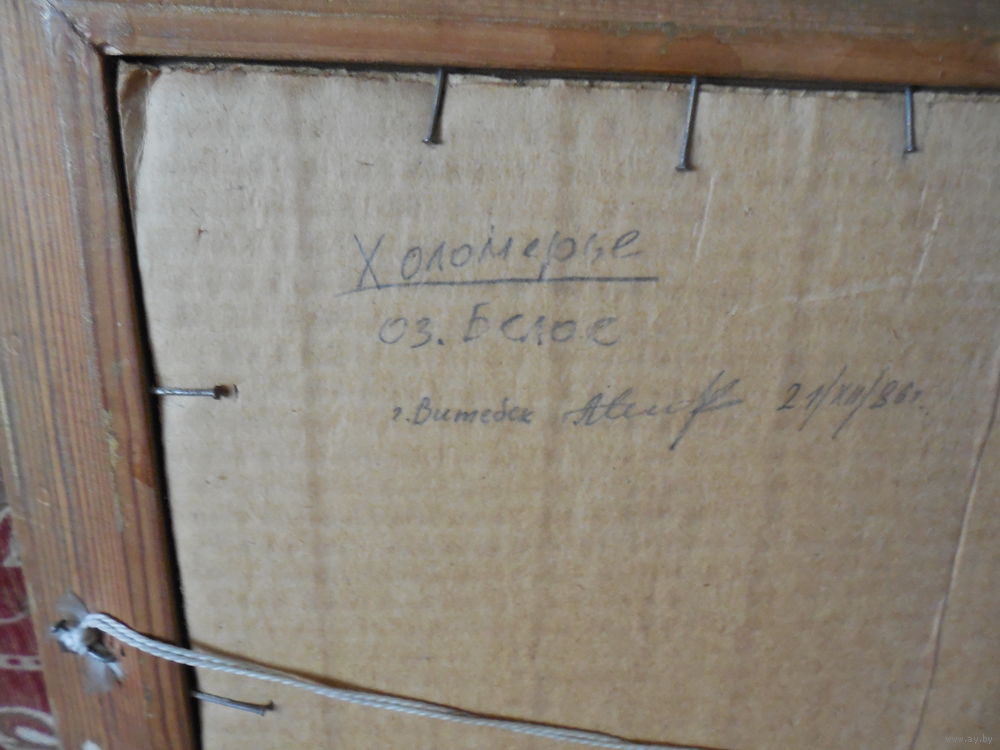 Холомерье
оз. Белое
г. Витебск 21/XII/86г.
www.ay.by